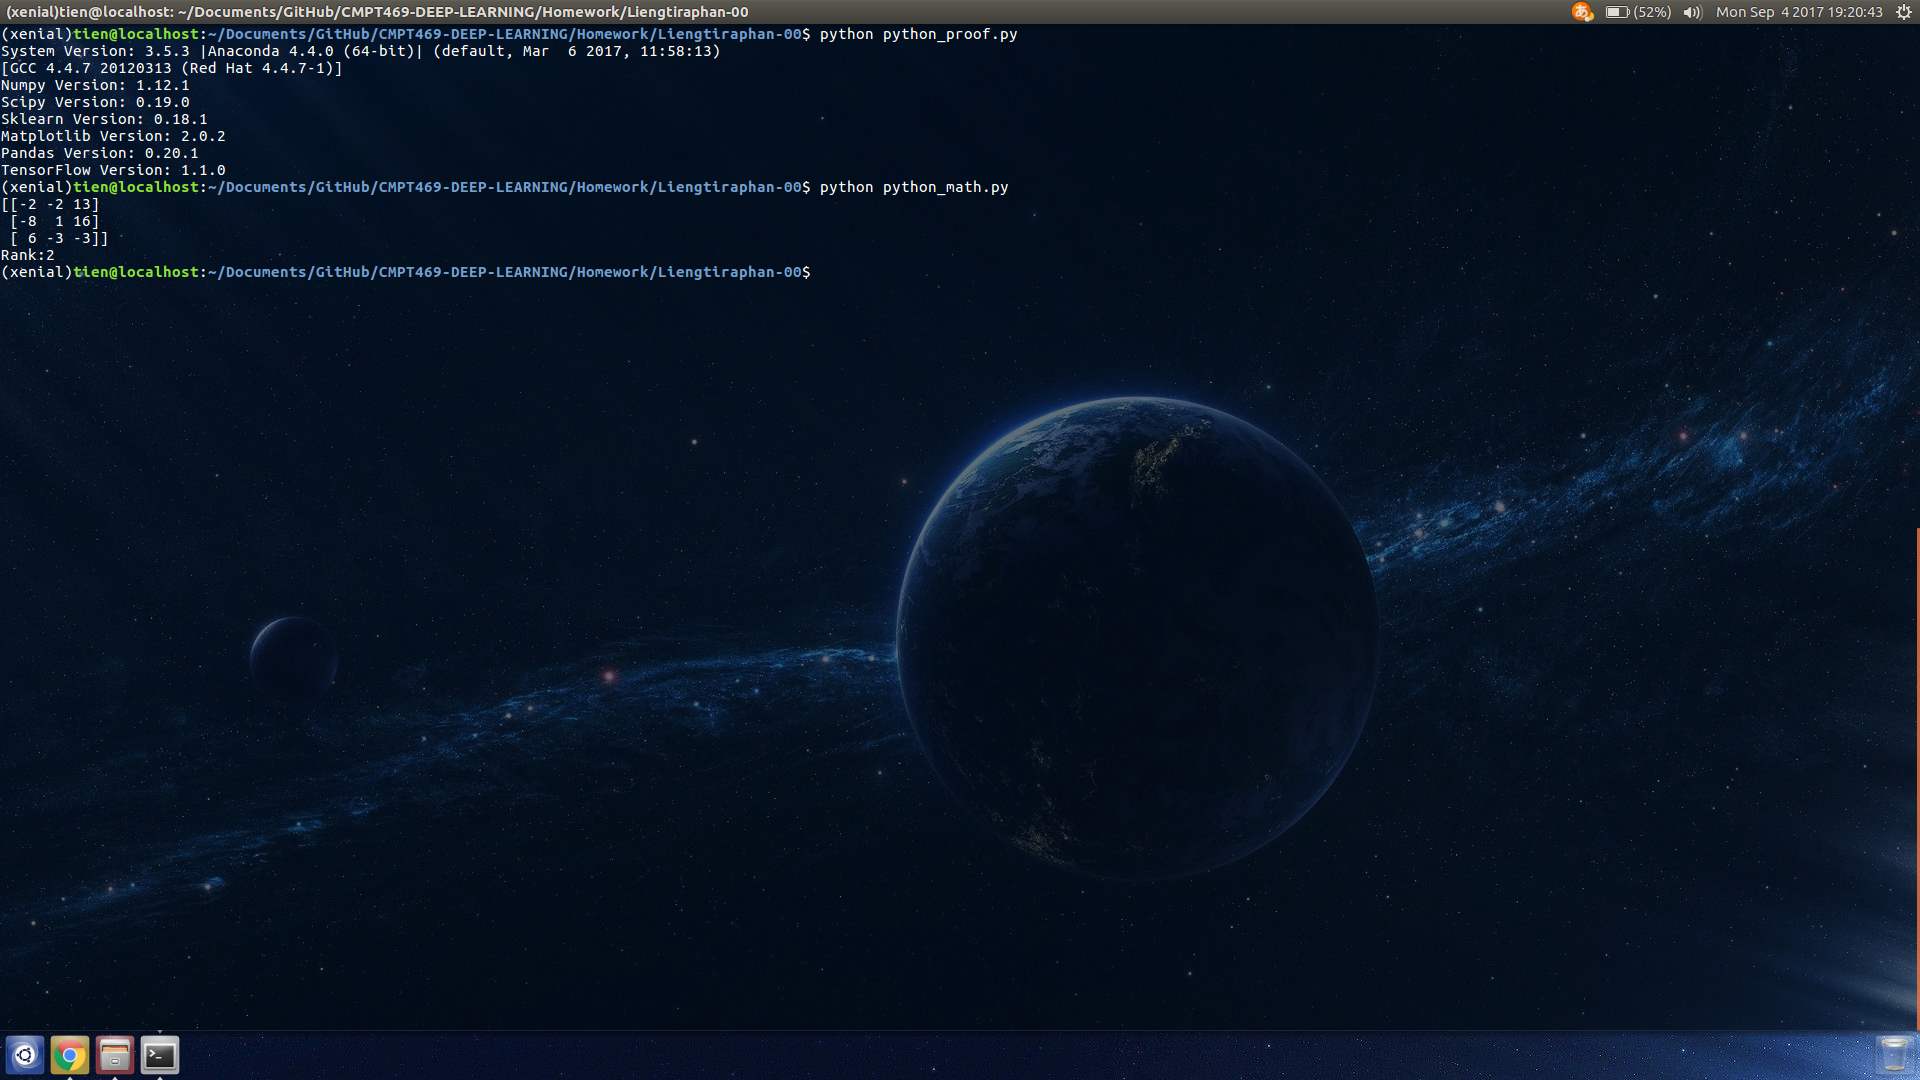 (xenial)tien@localhost: ~/Documents/GitHub/CMPT469-DEEP-LEARNING/Homework/Liengtiraphan-00
あ (52%) Mon Sep 4 2017 19:20:43
(xenial)tien@localhost:~/Documents/GitHub/CMPT469-DEEP-LEARNING/Homework/Liengtiraphan-00$ python python_proof.py
System Version: 3.5.3 |Anaconda 4.4.0 (64-bit)| (default, Mar  6 2017, 11:58:13)
[GCC 4.4.7 20120313 (Red Hat 4.4.7-1)]
Numpy Version: 1.12.1
Scipy Version: 0.19.0
Sklearn Version: 0.18.1
Matplotlib Version: 2.0.2
Pandas Version: 0.20.1
TensorFlow Version: 1.1.0
(xenial)tien@localhost:~/Documents/GitHub/CMPT469-DEEP-LEARNING/Homework/Liengtiraphan-00$ python python_math.py
[[-2 -2 13]
 [-8  1 16]
 [ 6 -3 -3]]
Rank:2
(xenial)tien@localhost:~/Documents/GitHub/CMPT469-DEEP-LEARNING/Homework/Liengtiraphan-00$